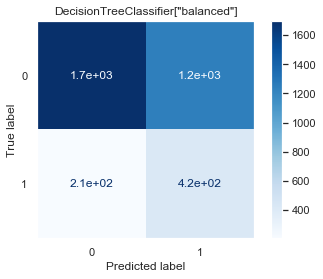 DecisionTreeClassifier["balanced"]
0
1.7e+03
1.2e+03
1
2.1e+02
4.2e+02
0
1
True label
Predicted label
1600
1400
1200
1000
800
600
400